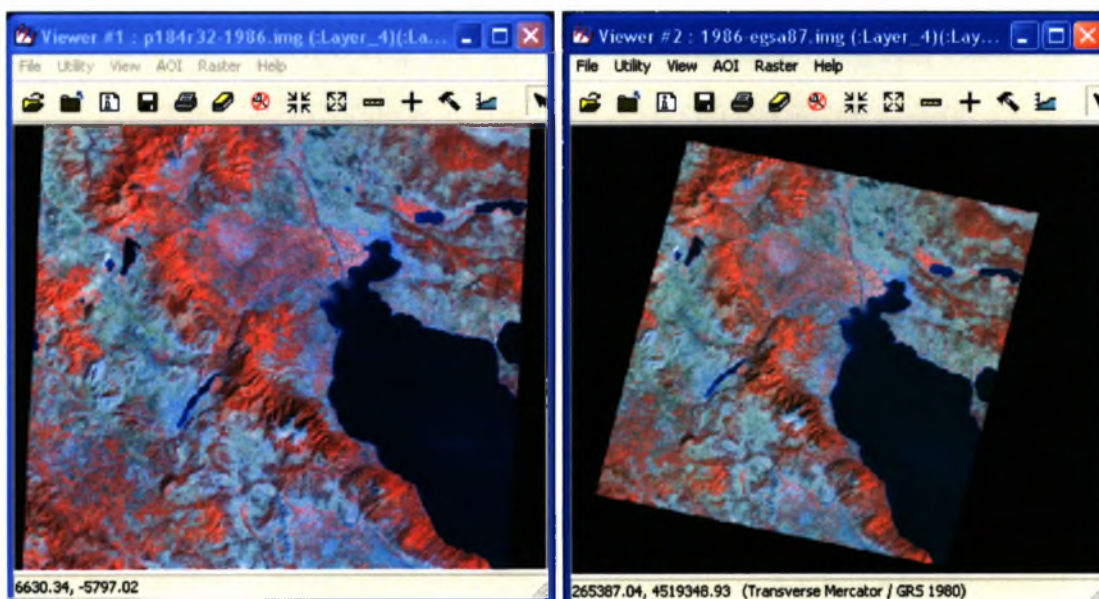 Viewer #1 : p184r32-1986.img (:Layer_4)(:La...
File Utility View AOI Raster Help
6630.34, -5797.02
Viewer #2 : 1986-egsa87.img (:Layer_4)(:Lay...
File Utility View AOI Raster Help
265387.04, 4519348.93 (Transverse Mercator / GRS 1980)